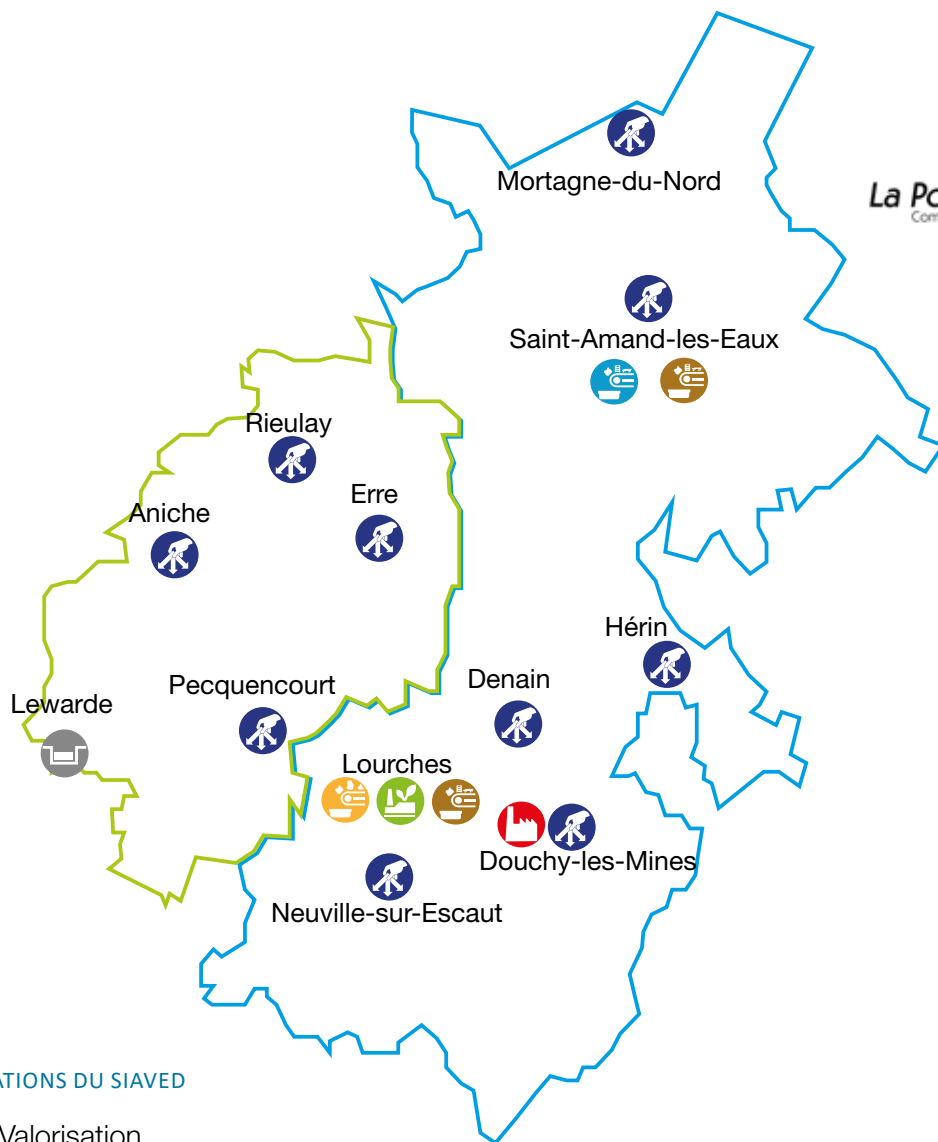 Mortagne-du-Nord
La
Saint-Amand-les-Eaux
Rieulay
Erre
Aniche
Hérin
Pecquencourt
Denain
Lewarde
Lourches
Douchy-les-Mines
Neuville-sur-Escaut
ATIONS DU SIAVED
Valorisation